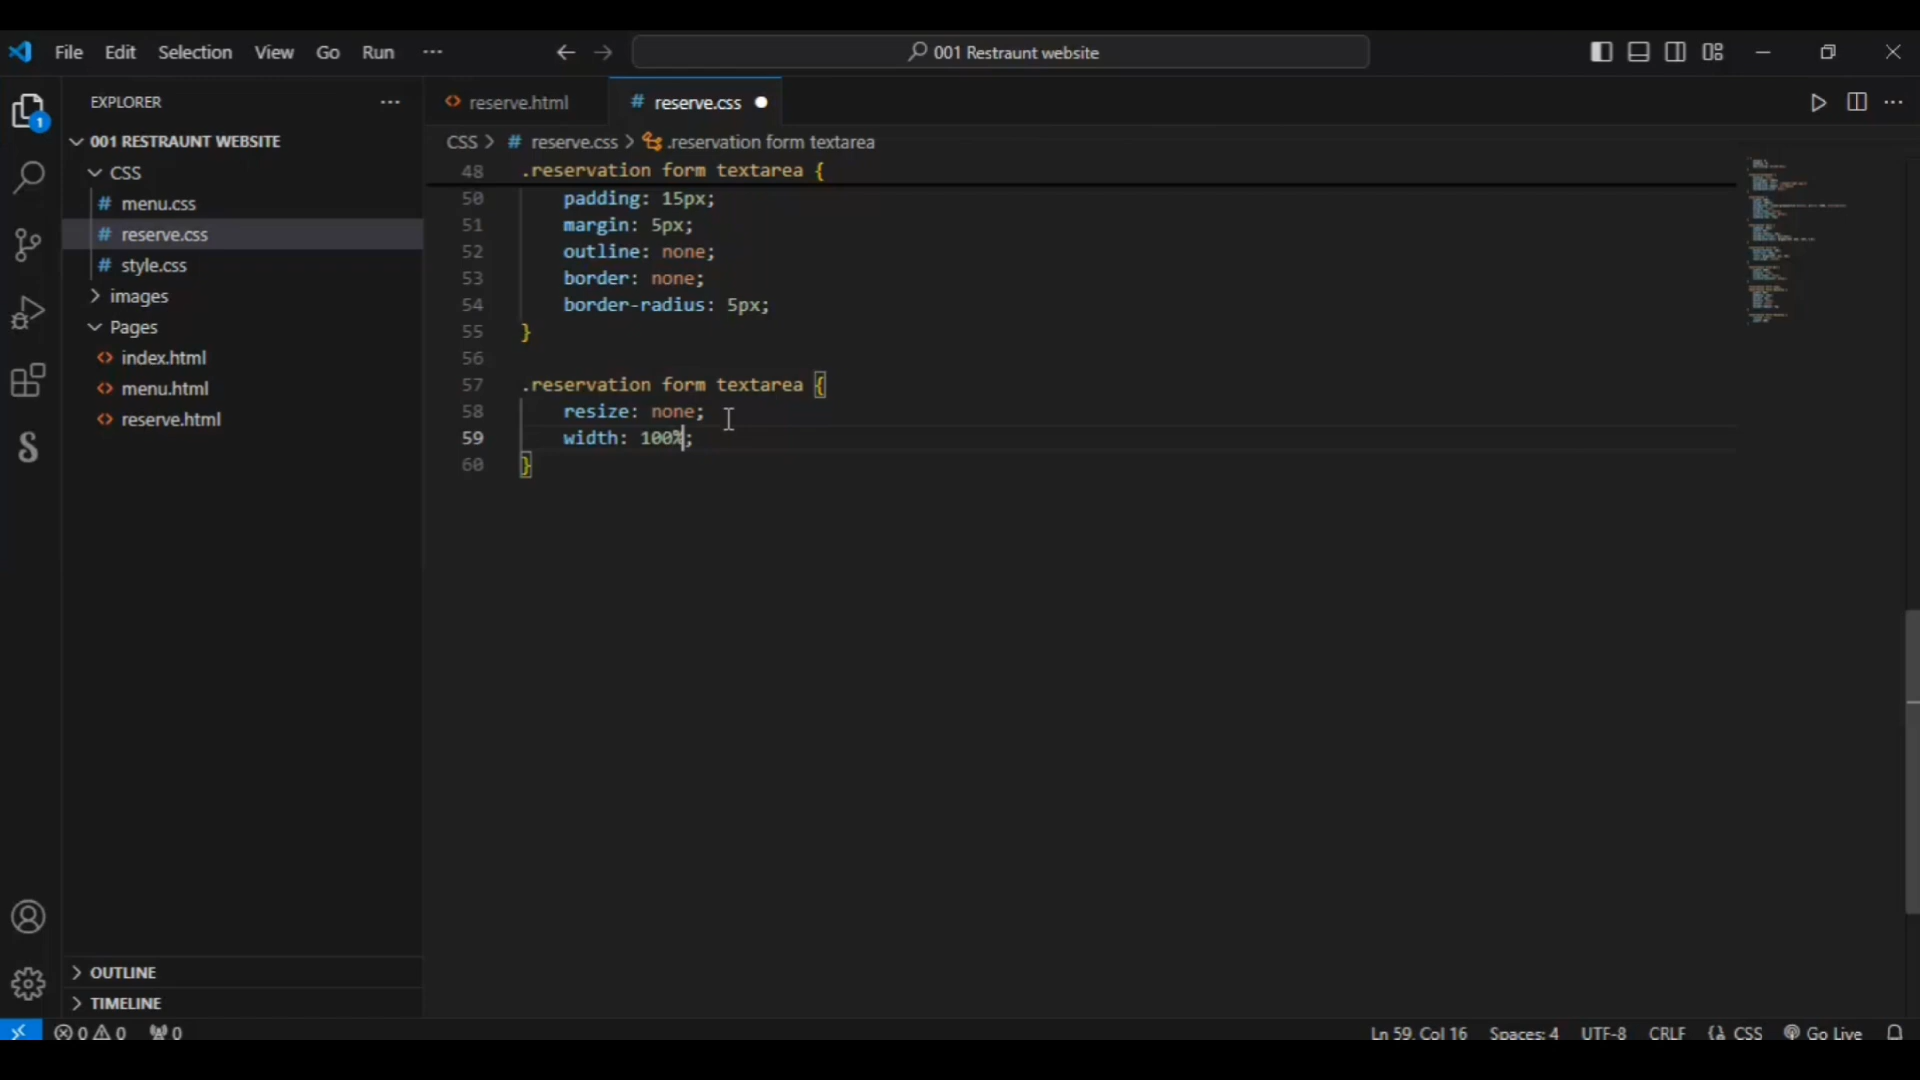 File Edit Selection View Go Run ··· 001 Restraunt website
EXPLORER ···
1
001 RESTRAUNT WEBSITE
CSS
# menu.css
# reserve.css
# style.css
images
Pages
<> index.html
<> menu.html
<> reserve.html
OUTLINE
TIMELINE
<> reserve.html # reserve.css
CSS > # reserve.css > .reservation form textarea
48 .reservation form textarea {
50 padding: 15px;
51 margin: 5px;
52 outline: none;
53 border: none;
54 border-radius: 5px;
55 }
56
57 .reservation form textarea {
58 resize: none;
59 width: 100%;
60 }
0 0 0 Ln 59, Col 16 Spaces: 4 UTF-8 CRLF {} CSS Go Live